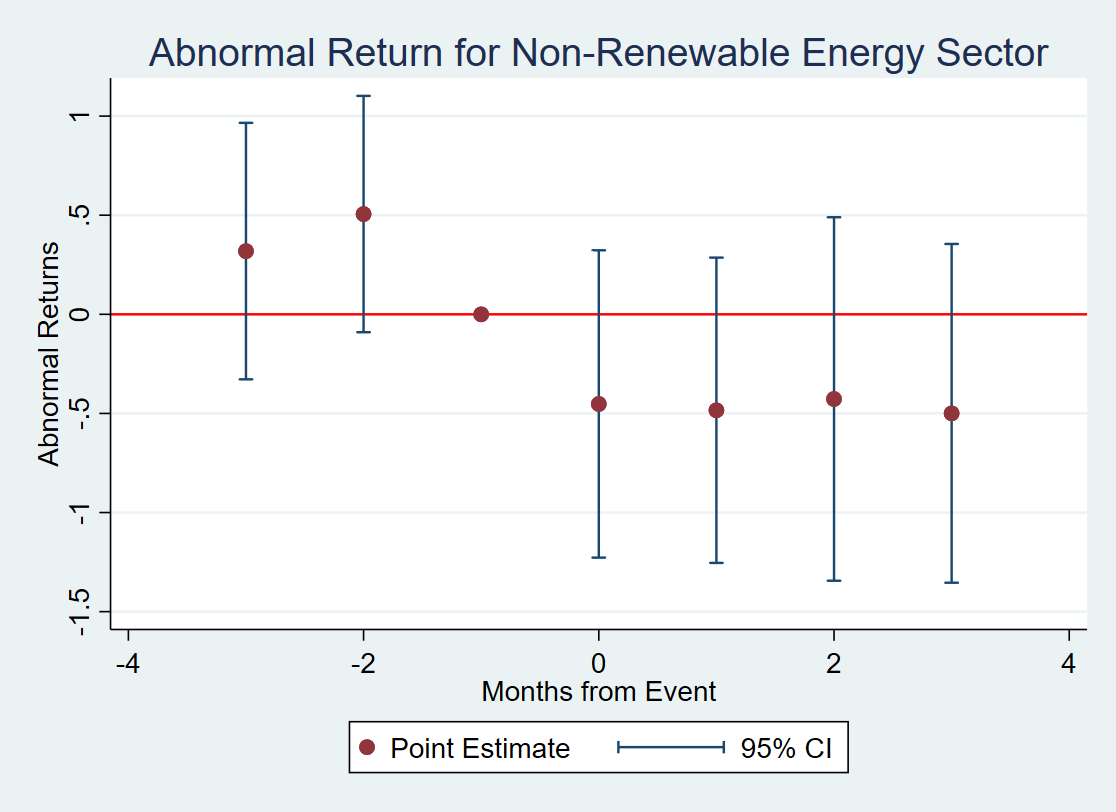 Abnormal Return for Non-Renewable Energy Sector
Abnormal Returns
1
.5
0
-.5
-1
-1.5
-4 -2 0 2 4
Months from Event
Point Estimate 95% CI